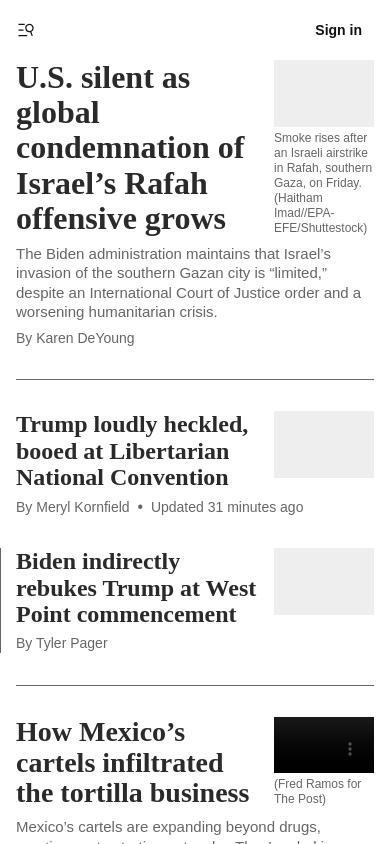 Sign in
U.S. silent as
global
condemnation of
Israel’s Rafah
offensive grows
Smoke rises after
an Israeli airstrike
in Rafah, southern
Gaza, on Friday.
(Haitham
Imad//EPA-
EFE/Shuttestock)
The Biden administration maintains that Israel’s
invasion of the southern Gazan city is “limited,”
despite an International Court of Justice order and a
worsening humanitarian crisis.
By Karen DeYoung
Trump loudly heckled,
booed at Libertarian
National Convention
By Meryl Kornfield • Updated 31 minutes ago
Biden indirectly
rebukes Trump at West
Point commencement
By Tyler Pager
How Mexico’s
cartels infiltrated
the tortilla business
(Fred Ramos for
The Post)
Mexico’s cartels are expanding beyond drugs,